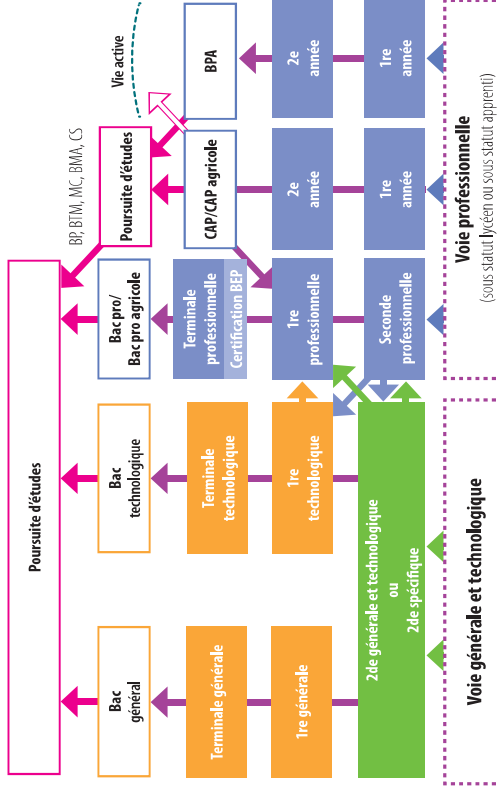 Poursuite d'études
BP, BTM, MC, BMA, CS
Vie active
Bac
général
Bac
technologique
Bac pro/
Bac pro agricole
Poursuite d'études
Terminale générale
Terminale
technologique
Terminale
professionnelle
Certification BEP
CAP/CAP agricole
BPA
1re générale
1re
technologique
1re
professionnelle
2e
année
2e
année
2de générale et technologique
ou
2de spécifique
Seconde
professionnelle
1re
année
1re
année
Voie générale et technologique
Voie professionnelle
(sous statut lycéen ou sous statut apprenti)